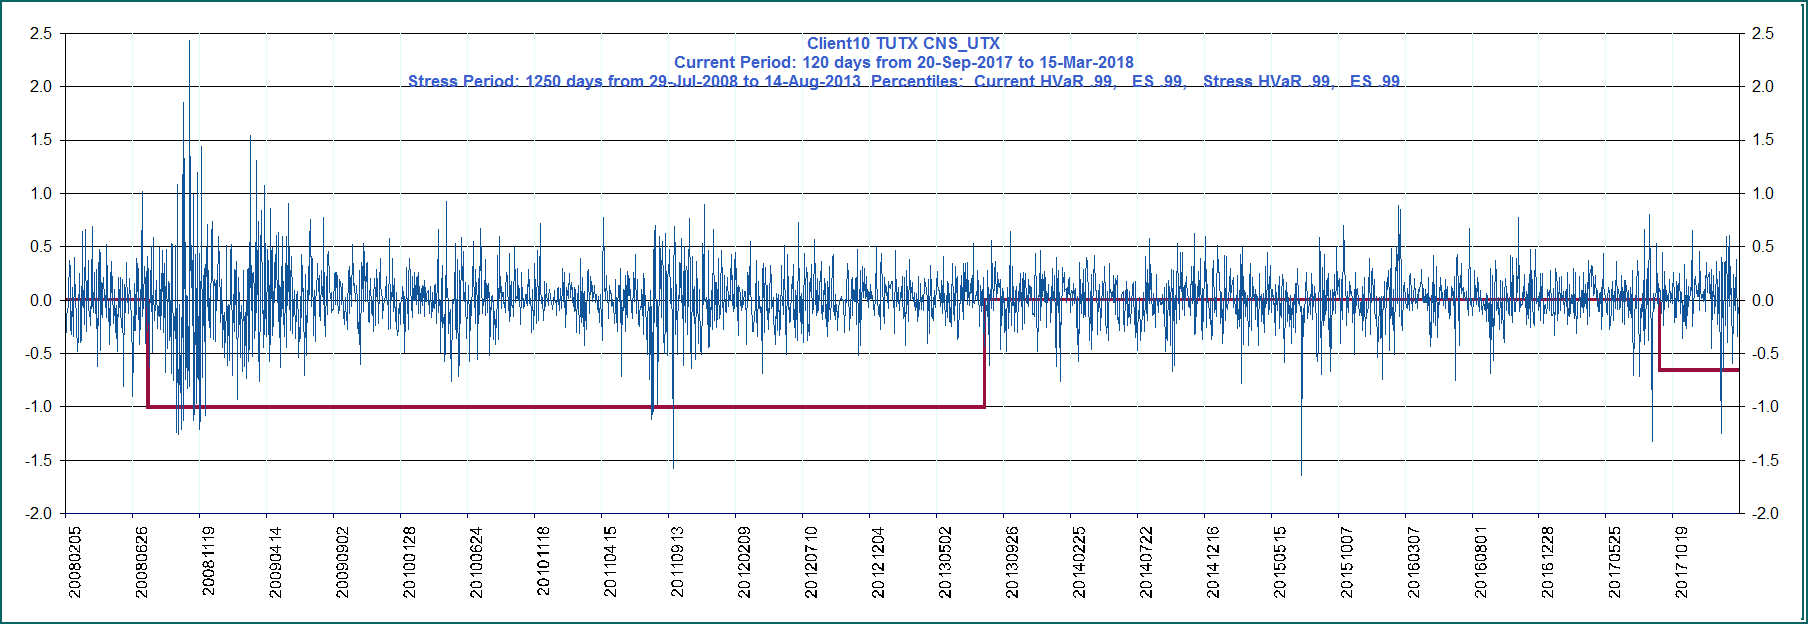 Client10 TUTX CNS_UTX
Current Period: 120 days from 20-Sep-2017 to 15-Mar-2018
Stress Period: 1250 days from 29-Jul-2008 to 14-Aug-2013 Percentiles: Current HVaR .99, ES .99, Stress HVaR .99, ES .99
2.5 2.5
2.0 2.0
1.5 1.5
1.0 1.0
0.5 0.5
0.0 0.0
-0.5 -0.5
-1.0 -1.0
-1.5 -1.5
-2.0 -2.0
20080205 20080626 20081119 20090414 20090902 20100128 20100624 20101118 20110415 20110913 20120209 20120710 20121204 20130502 20130926 20140225 20140722 20141216 20150515 20151007 20160307 20160801 20161228 20170525 20171019